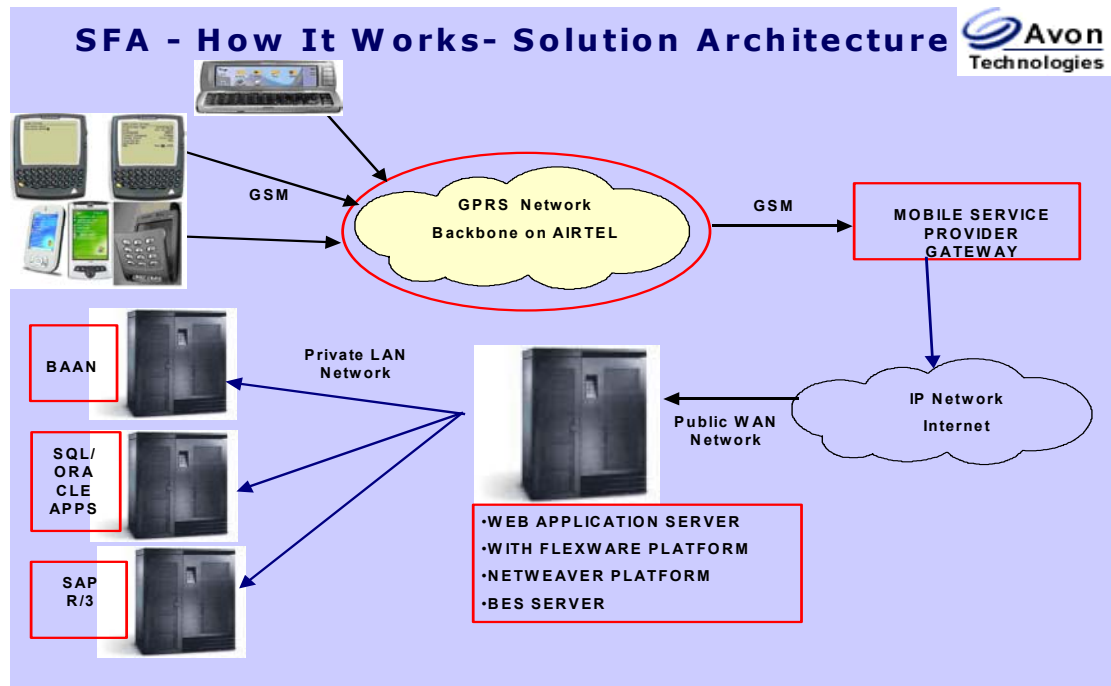 SFA - How It Works- Solution Architecture
Avon
Technologies
GSM
GPRS Network
Backbone on AIRTEL
GSM
MOBILE SERVICE
PROVIDER
GATEWAY
BAAN
Private LAN
Network
Public WAN
Network
IP Network
Internet
SQL/
ORA
CLE
APPS
•WEB APPLICATION SERVER
•WITH FLEXWARE PLATFORM
•NETWEAVER PLATFORM
•BES SERVER
SAP
R/3